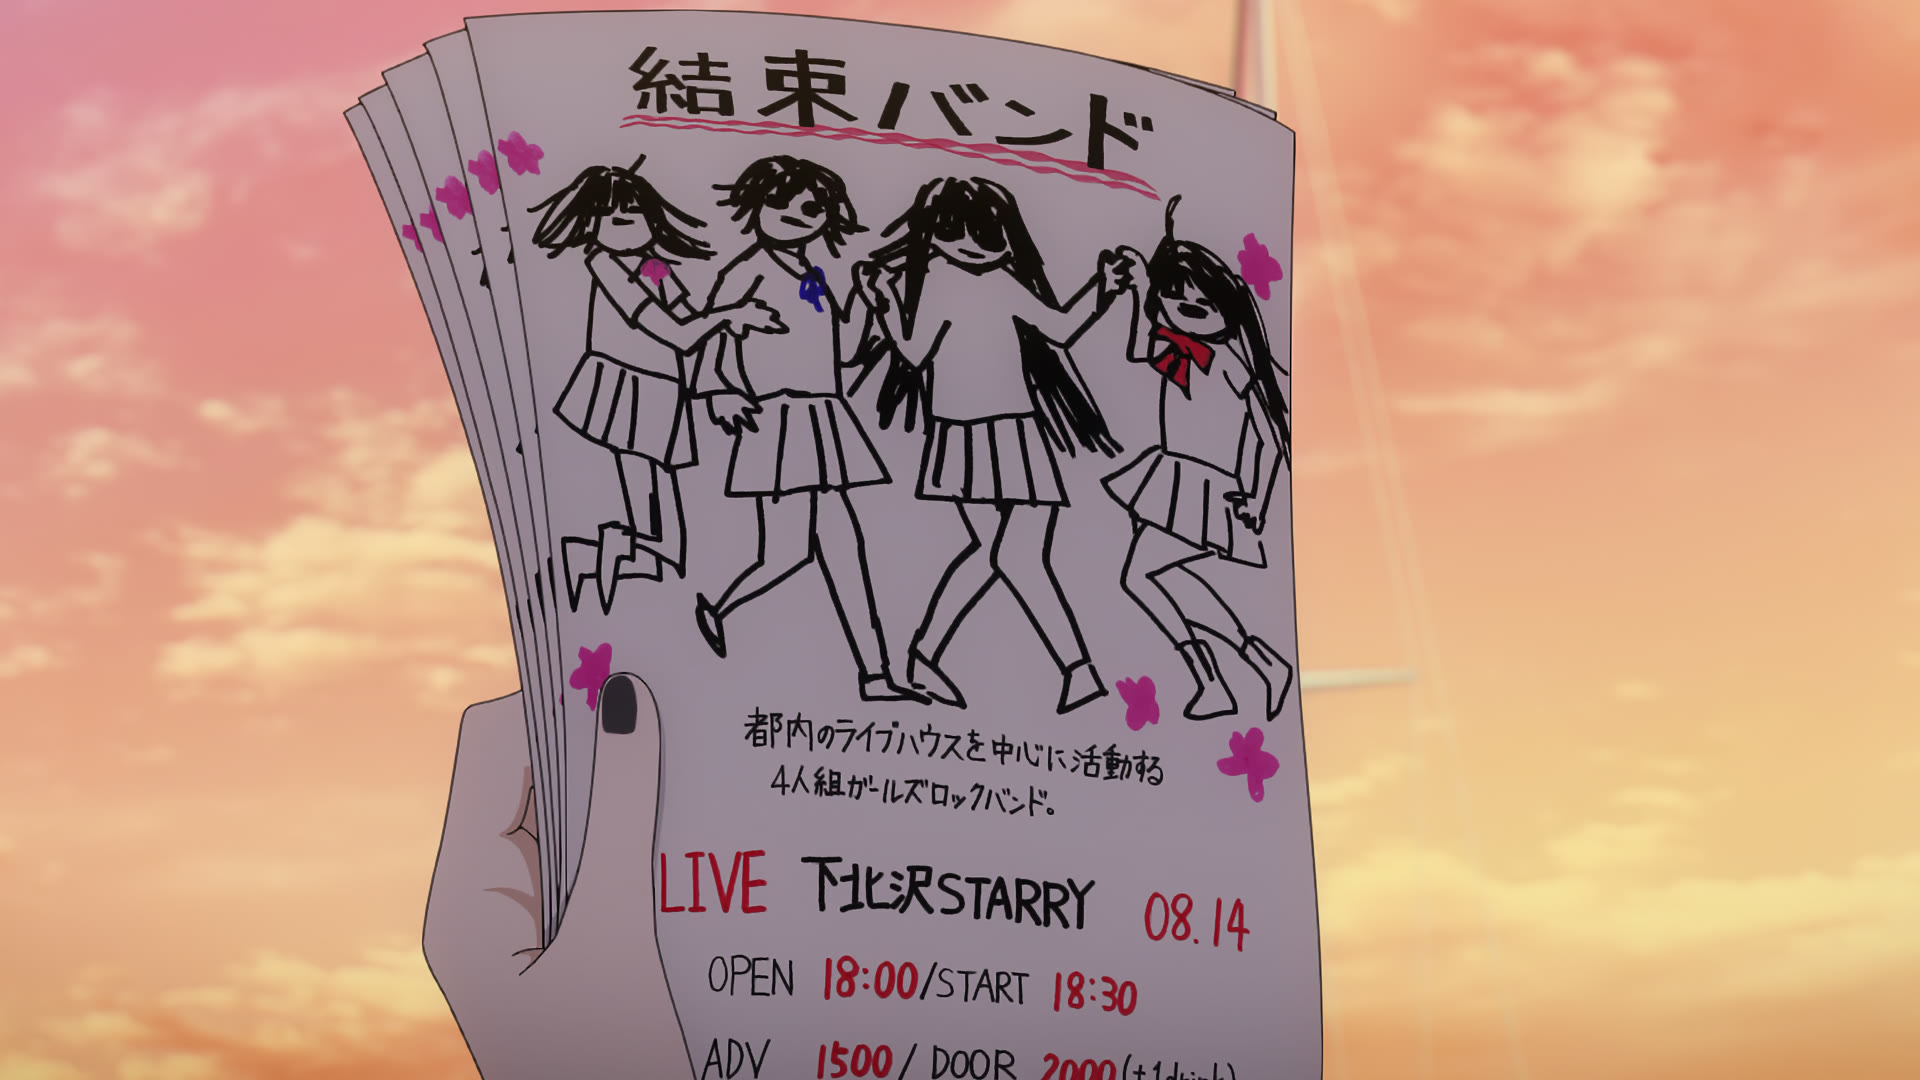 結束バンド
都内のライブハウスを中心に活動する
4人組ガールズロックバンド。
LIVE 下北沢STARRY 08.14
OPEN 18:00/START 18:30
ADV 1500/DOOR 2000(+1drink)